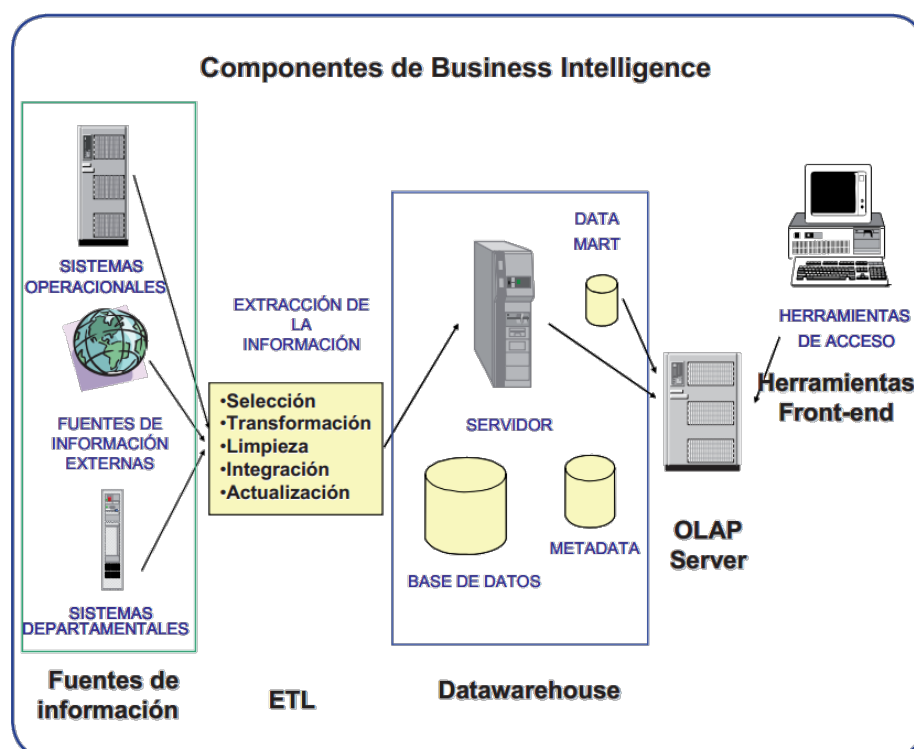 Componentes de Business Intelligence
SISTEMAS
OPERACIONALES
FUENTES DE
INFORMACIÓN
EXTERNAS
SISTEMAS
DEPARTAMENTALES
Fuentes de
información
EXTRACCIÓN DE
LA
INFORMACIÓN
•Selección
•Transformación
•Limpieza
•Integración
•Actualización
ETL
DATA
MART
SERVIDOR
BASE DE DATOS
METADATA
Datawarehouse
OLAP
Server
HERRAMIENTAS
DE ACCESO
Herramientas
Front-end